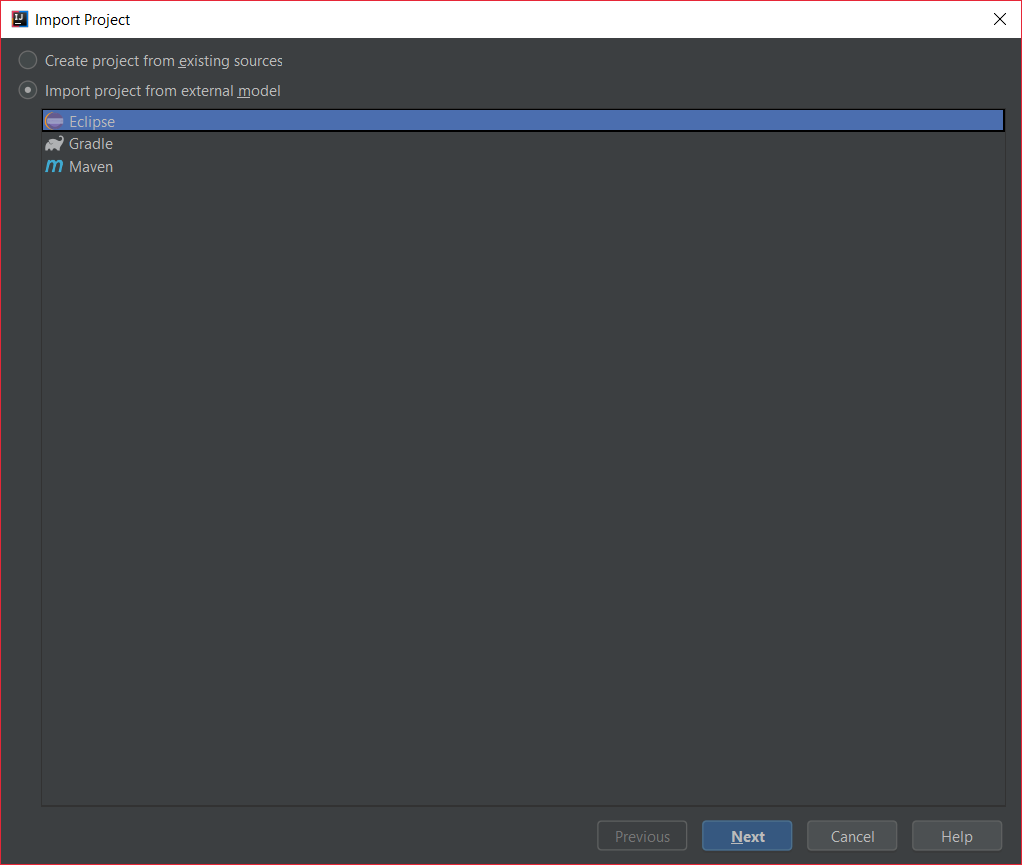 Import Project
Create project from existing sources
Import project from external model
Eclipse
Gradle
m Maven
Previous Next Cancel Help